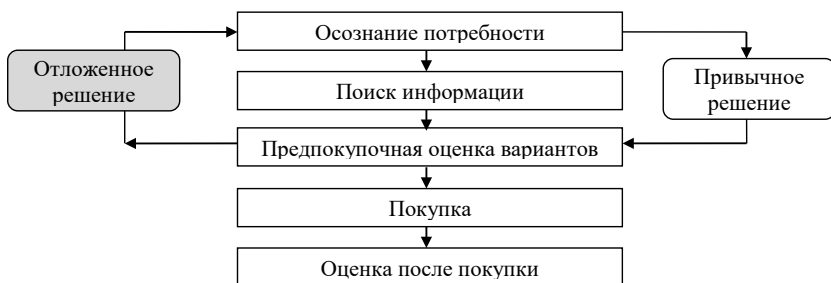 Осознание потребности
Отложенное
решение
Привычное
решение
Поиск информации
Предпокупочная оценка вариантов
Покупка
Оценка после покупки